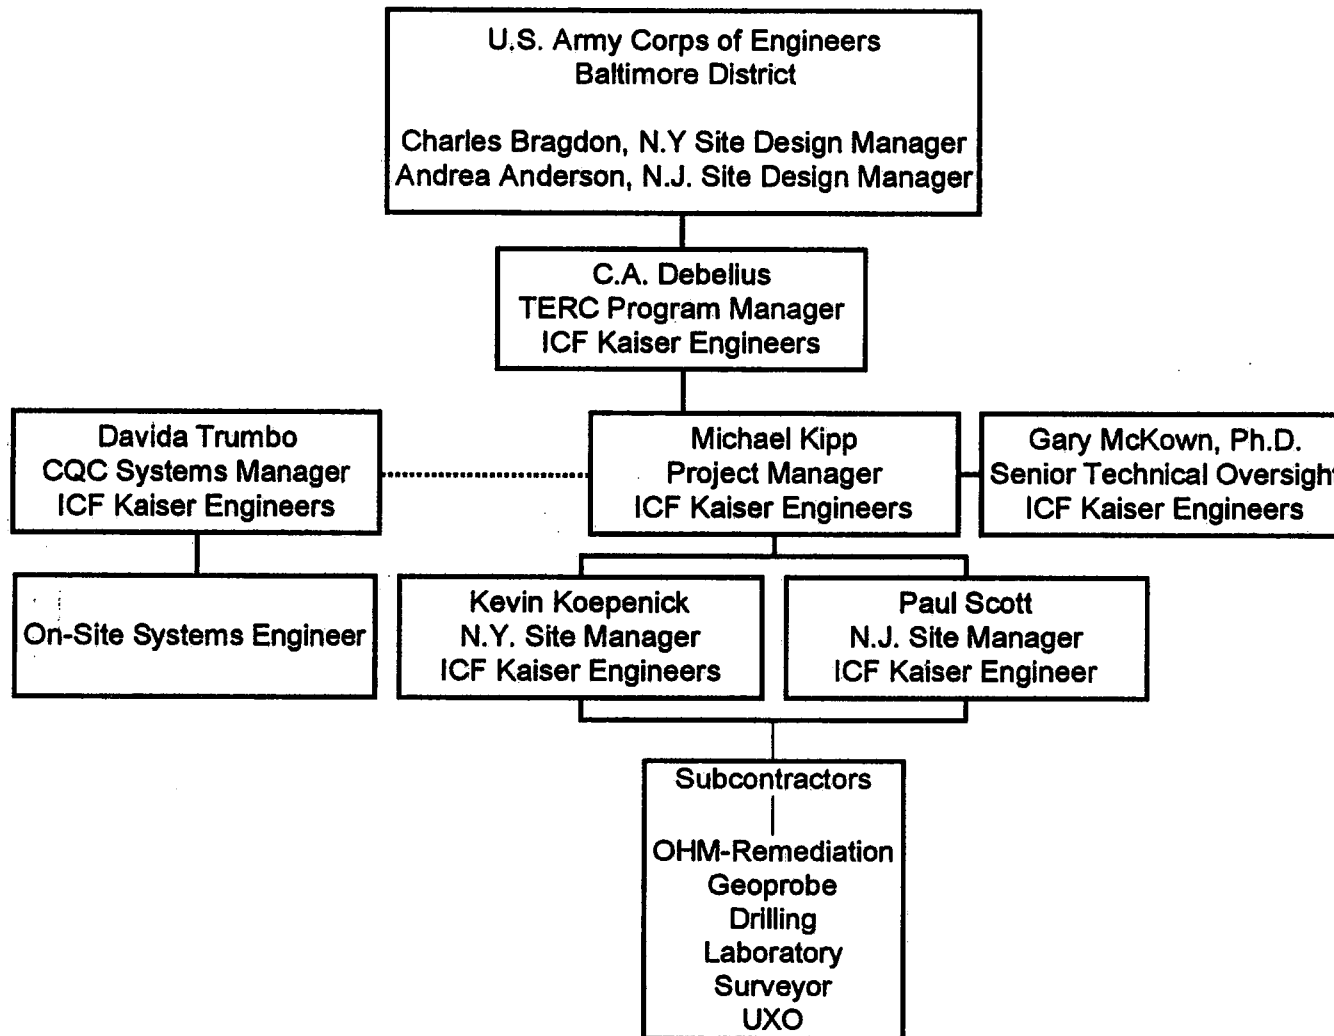 U.S. Army Corps of Engineers
Baltimore District
Charles Bragdon, N.Y Site Design Manager
Andrea Anderson, N.J. Site Design Manager
C.A. Debelius
TERC Program Manager
ICF Kaiser Engineers
Davida Trumbo
CQC Systems Manager
ICF Kaiser Engineers
Michael Kipp
Project Manager
ICF Kaiser Engineers
Gary McKown, Ph.D.
Senior Technical Oversight
ICF Kaiser Engineers
On-Site Systems Engineer
Kevin Koepenick
N.Y. Site Manager
ICF Kaiser Engineers
Paul Scott
N.J. Site Manager
ICF Kaiser Engineer
Subcontractors
OHM-Remediation
Geoprobe
Drilling
Laboratory
Surveyor
UXO